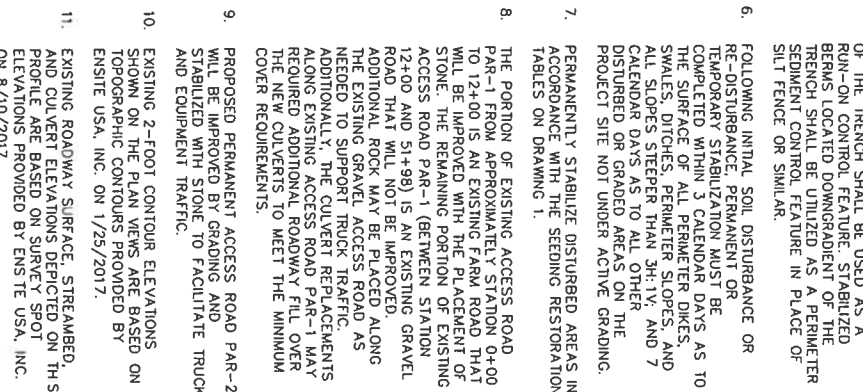 OF THE TRENCH SHALL BE USED AS A
RUN-ON CONTROL FEATURE. STABILIZED
BERMS LOCATED DOWNGRADIENT OF THE
TRENCH SHALL BE UTILIZED AS A PERIMETER
SEDIMENT CONTROL FEATURE IN PLACE OF
SILT FENCE OR SIMILAR.
6. FOLLOWING INITIAL SOIL DISTURBANCE OR
RE-DISTURBANCE, PERMANENT OR
TEMPORARY STABILIZATION MUST BE
COMPLETED WITHIN 3 CALENDAR DAYS AS TO
THE SURFACE OF ALL PERIMETER DIKES,
SWALES, DITCHES, PERIMETER SLOPES, AND
ALL SLOPES STEEPER THAN 3H:1V, AND 7
CALENDAR DAYS AS TO ALL OTHER
DISTURBED OR GRADED AREAS ON THE
PROJECT SITE NOT UNDER ACTIVE GRADING.
7. PERMANENTLY STABILIZE DISTURBED AREAS IN
ACCORDANCE WITH THE SEEDING RESTORATION
TABLES ON DRAWING 1.
8. THE PORTION OF EXISTING ACCESS ROAD
PAR-1 FROM APPROXIMATELY STATION 0+00
TO 12+00 IS AN EXISTING FARM ROAD THAT
WILL BE IMPROVED WITH THE PLACEMENT OF
STONE. THE REMAINING PORTION OF EXISTING
ACCESS ROAD PAR-1 (BETWEEN STATION
12+00 AND 51+98) IS AN EXISTING GRAVEL
ROAD THAT WILL NOT BE IMPROVED.
ADDITIONAL ROCK MAY BE PLACED ALONG
THE EXISTING GRAVEL ACCESS ROAD AS
NEEDED TO SUPPORT TRUCK TRAFFIC.
ADDITIONALLY, THE CULVERT REPLACEMENTS
ALONG EXISTING ACCESS ROAD PAR-1 MAY
REQUIRED ADDITIONAL ROADWAY FILL OVER
THE NEW CULVERTS TO MEET THE MINIMUM
COVER REQUIREMENTS.
9. PROPOSED PERMANENT ACCESS ROAD PAR-2
WILL BE IMPROVED BY GRADING AND
STABILIZED WITH STONE TO FACILITATE TRUCK
AND EQUIPMENT TRAFFIC.
10. EXISTING 2-FOOT CONTOUR ELEVATIONS
SHOWN ON THE PLAN VIEWS ARE BASED ON
TOPOGRAPHIC CONTOURS PROVIDED BY
ENSITE USA, INC. ON 1/25/2017.
11. EXISTING ROADWAY SURFACE, STREAMBED,
AND CULVERT ELEVATIONS DEPICTED ON TH S
PROFILE ARE BASED ON SURVEY SPOT
ELEVATIONS PROVIDED BY ENS TE USA, INC.
ON 8/10/2017